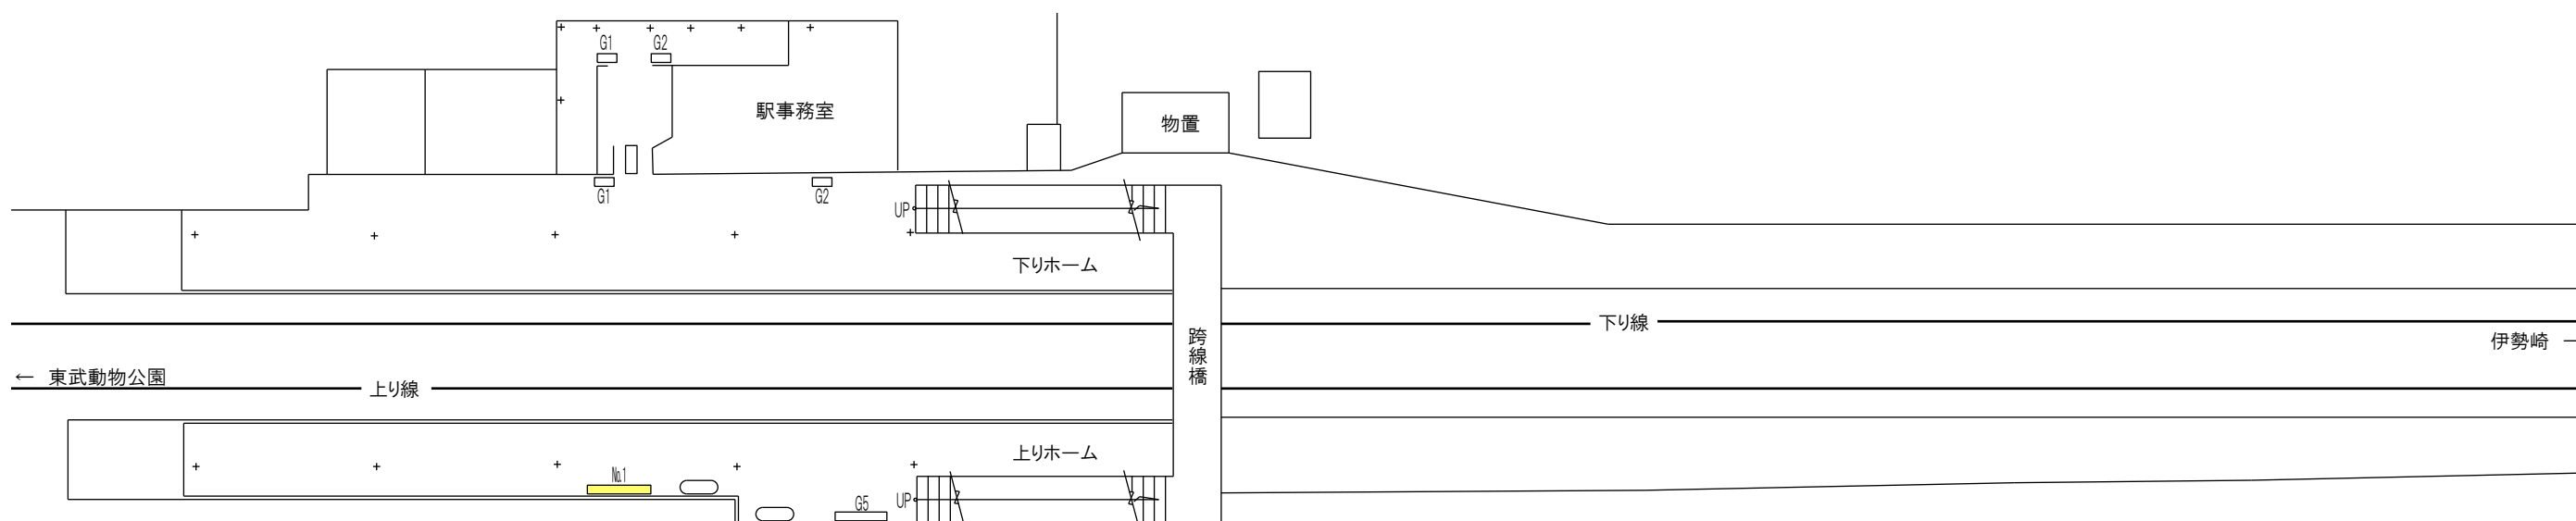 G1
G2
駅事務室
物置
G1
G2
UP
下りホーム
跨線橋
下り線
伊勢崎 →
← 東武動物公園
上り線
上りホーム
№1
G5
UP